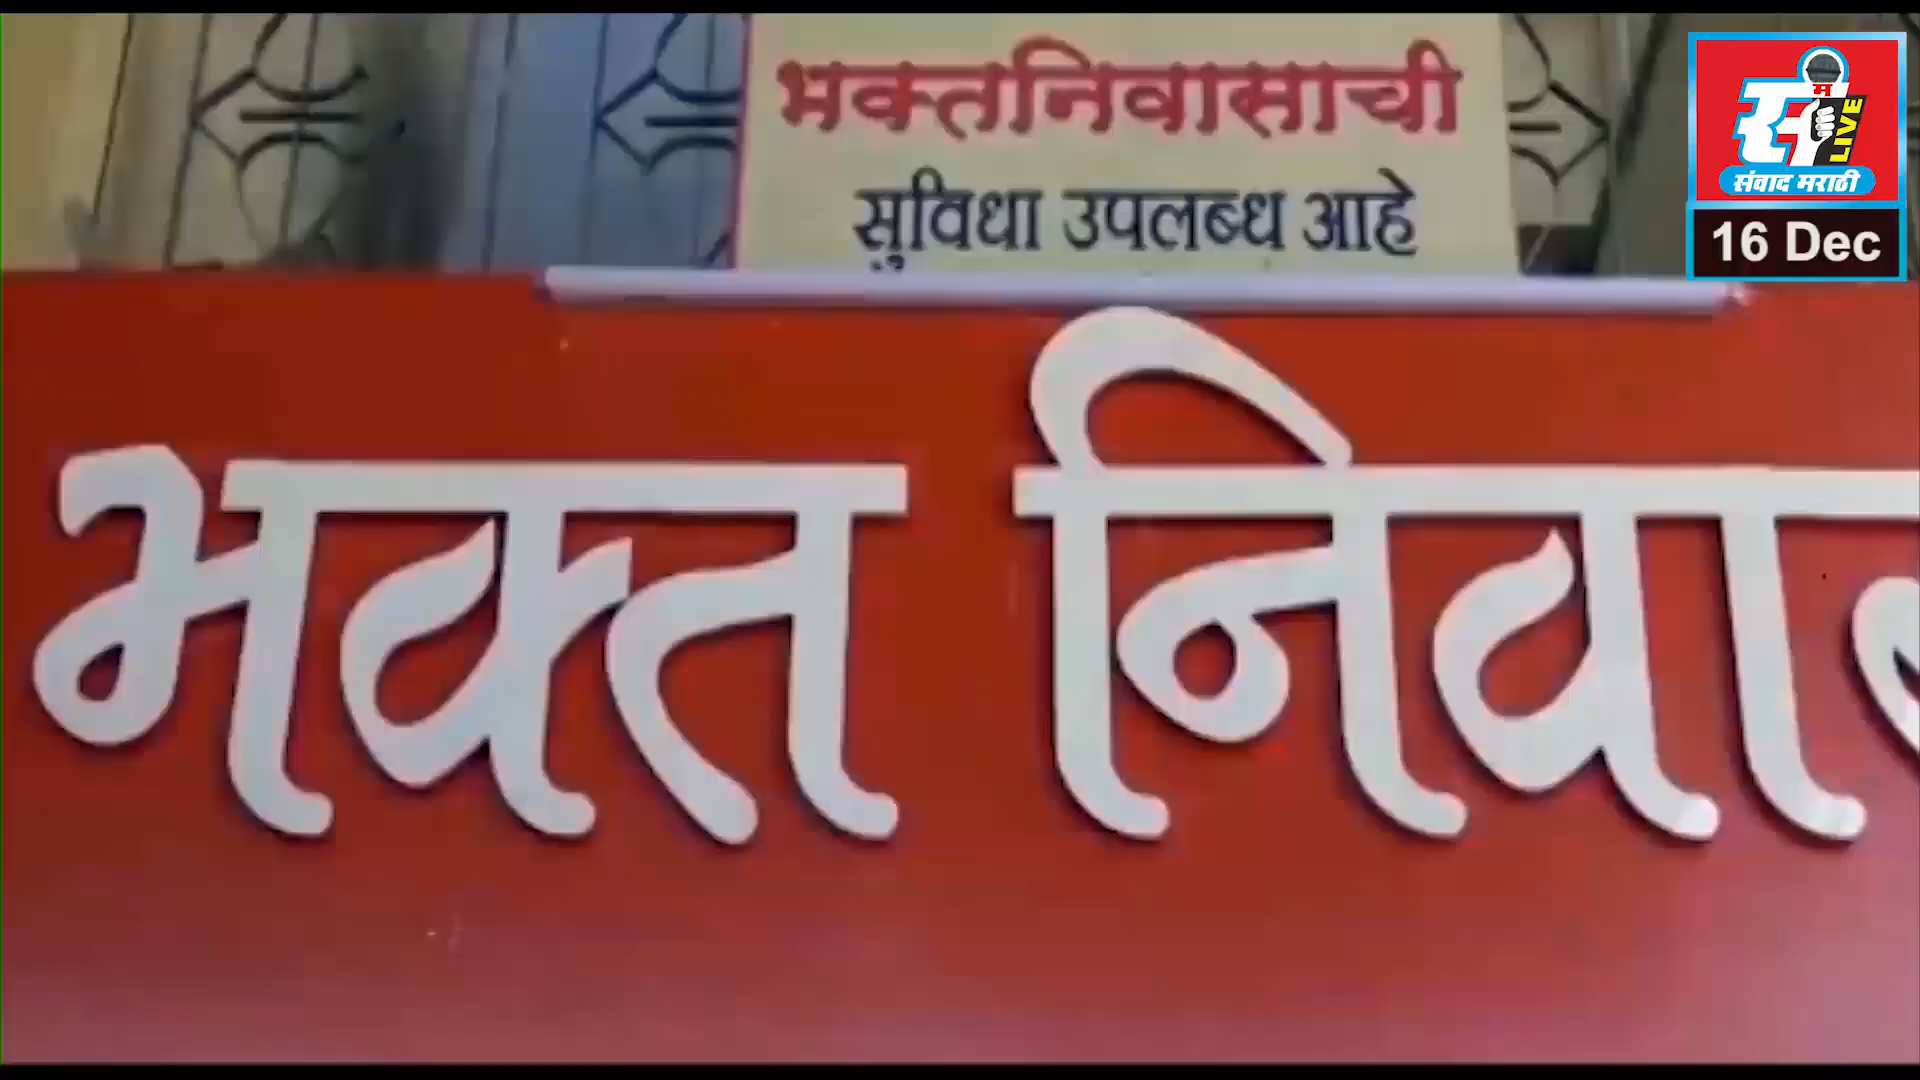 भक्तनिवासाची
सुविधा उपलब्ध आहे
स
म
LIVE
संवाद मराठी
16 Dec
भक्त